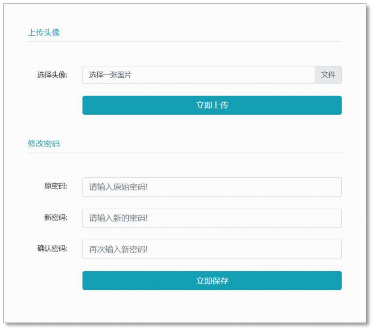 上传头像
选择头像: 选择一张图片 文件
立即上传
修改密码
原密码: 请输入原始密码!
新密码: 请输入新的密码!
确认密码: 再次输入新密码!
立即保存